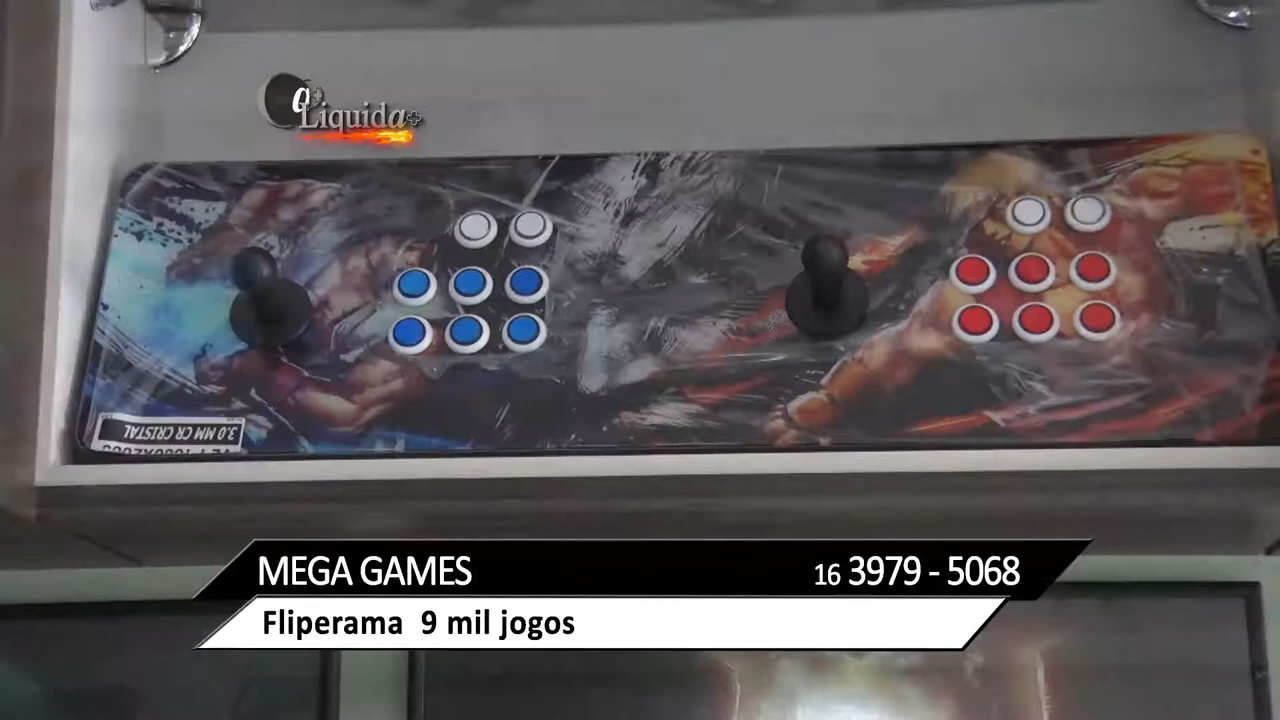 a
Liquida+
3.0 MM CR CRISTAL
MEGA GAMES
16 3979 - 5068
Fliperama 9 mil jogos